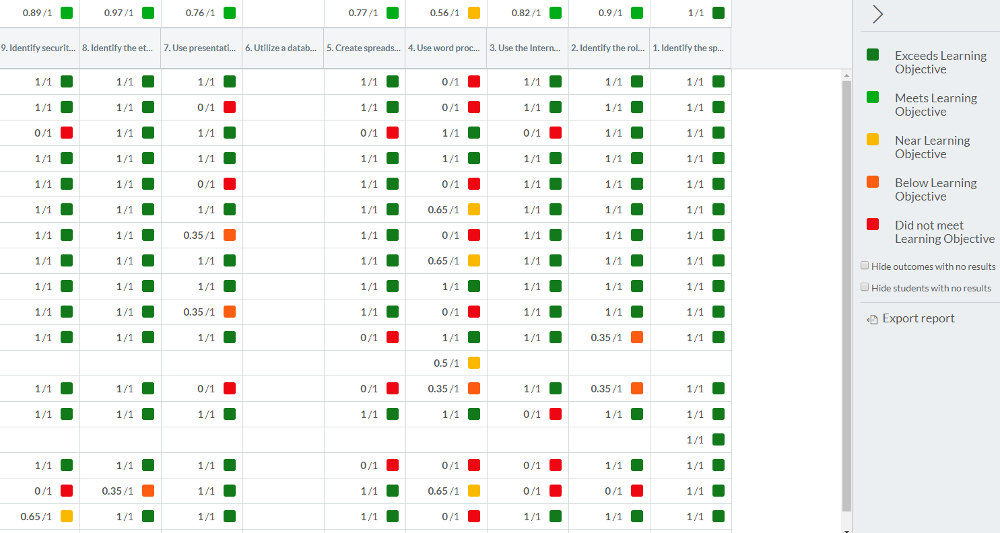 0.89 /1 0.97 /1 0.76 /1 0.77 /1 0.56 /1 0.82 /1 0.9 /1 1 /1
9. Identify securit... 8. Identify the et... 7. Use presentati... 6. Utilize a datab... 5. Create spreads... 4. Use word proc... 3. Use the Intern... 2. Identify the rol... 1. Identify the sp...
1 /1 1 /1 1 /1 1 /1 0 /1 1 /1 1 /1 1 /1
1 /1 1 /1 0 /1 1 /1 0 /1 1 /1 1 /1 1 /1
0 /1 1 /1 1 /1 0 /1 1 /1 0 /1 1 /1 1 /1
1 /1 1 /1 1 /1 1 /1 1 /1 1 /1 1 /1 1 /1
1 /1 1 /1 0 /1 1 /1 0 /1 1 /1 1 /1 1 /1
1 /1 1 /1 1 /1 1 /1 0.65 /1 1 /1 1 /1 1 /1
1 /1 1 /1 0.35 /1 1 /1 0 /1 1 /1 1 /1 1 /1
1 /1 1 /1 1 /1 1 /1 0.65 /1 1 /1 1 /1 1 /1
1 /1 1 /1 1 /1 1 /1 1 /1 1 /1 1 /1 1 /1
1 /1 1 /1 0.35 /1 1 /1 0 /1 1 /1 1 /1 1 /1
1 /1 1 /1 1 /1 0 /1 1 /1 1 /1 0.35 /1 1 /1
0.5 /1
1 /1 1 /1 0 /1 0 /1 0.35 /1 1 /1 0.35 /1 1 /1
1 /1 1 /1 1 /1 1 /1 1 /1 0 /1 1 /1 1 /1
1 /1
1 /1 1 /1 1 /1 0 /1 0 /1 0 /1 1 /1 1 /1
0 /1 0.35 /1 1 /1 1 /1 0.65 /1 0 /1 0 /1 1 /1
0.65 /1 1 /1 1 /1 1 /1 0 /1 1 /1 1 /1 1 /1
Exceeds Learning
Objective
Meets Learning
Objective
Near Learning
Objective
Below Learning
Objective
Did not meet
Learning Objective
Hide outcomes with no results
Hide students with no results
Export report